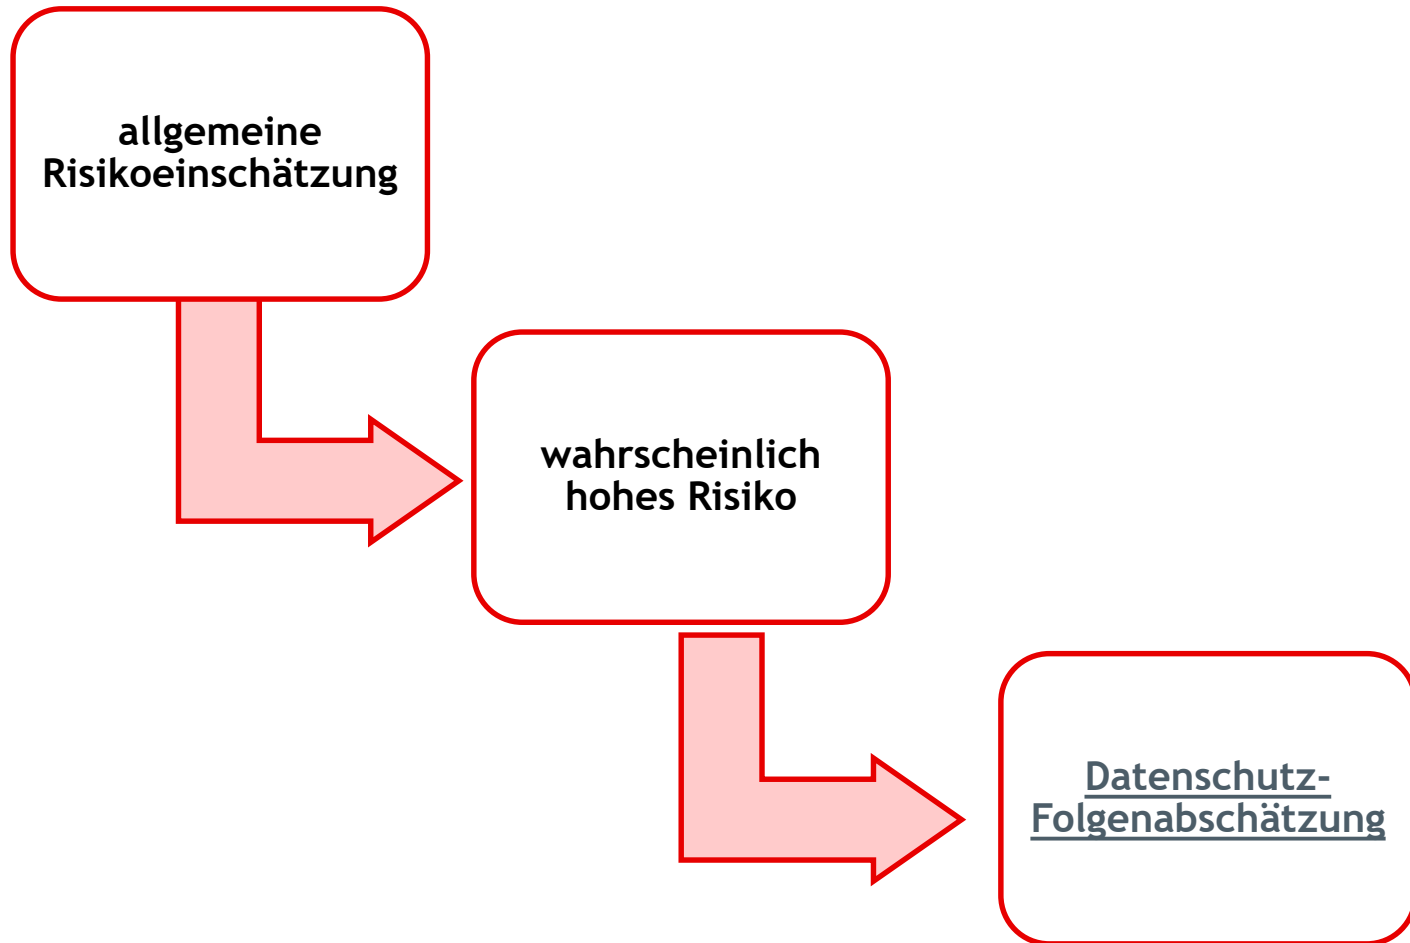 allgemeine
Risikoeinschätzung
wahrscheinlich
hohes Risiko
Datenschutz-
Folgenabschätzung